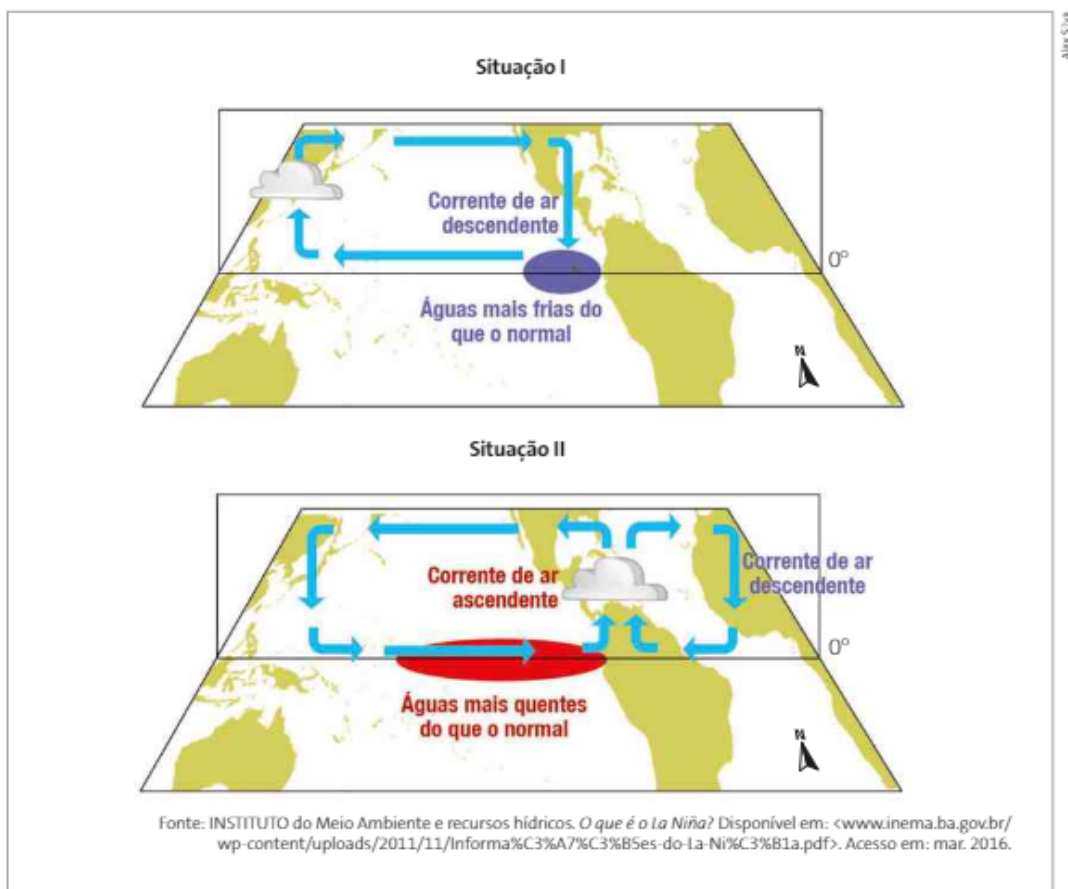 Alex Silva
Situação I
Corrente de ar
descendente
0°
Águas mais frias do
que o normal
N
Situação II
Corrente de ar
ascendente
Corrente de ar
descendente
0°
Águas mais quentes
do que o normal
N
Fonte: INSTITUTO do Meio Ambiente e recursos hídricos. O que é o La Niña? Disponível em: <www.inema.ba.gov.br/
wp-content/uploads/2011/11/Informa%C3%A7%C3%B5es-do-La-Ni%C3%B1a.pdf>. Acesso em: mar. 2016.